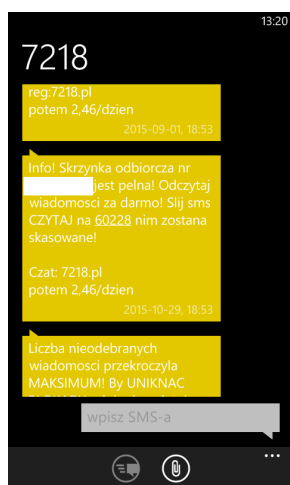 13:20
7218
reg:7218.pl
potem 2,46/dzien
2015-09-01, 18:53
Info! Skrzynka odbiorcza nr
jest pelna! Odczytaj
wiadomosci za darmo! Slij sms
CZYTAJ na 60228 nim zostana
skasowane!
Czat: 7218.pl
potem 2,46/dzien
2015-10-29, 18:53
Liczba nieodebranych
wiadomosci przekroczyla
MAKSIMUM! By UNIKNAC
wpisz SMS-a